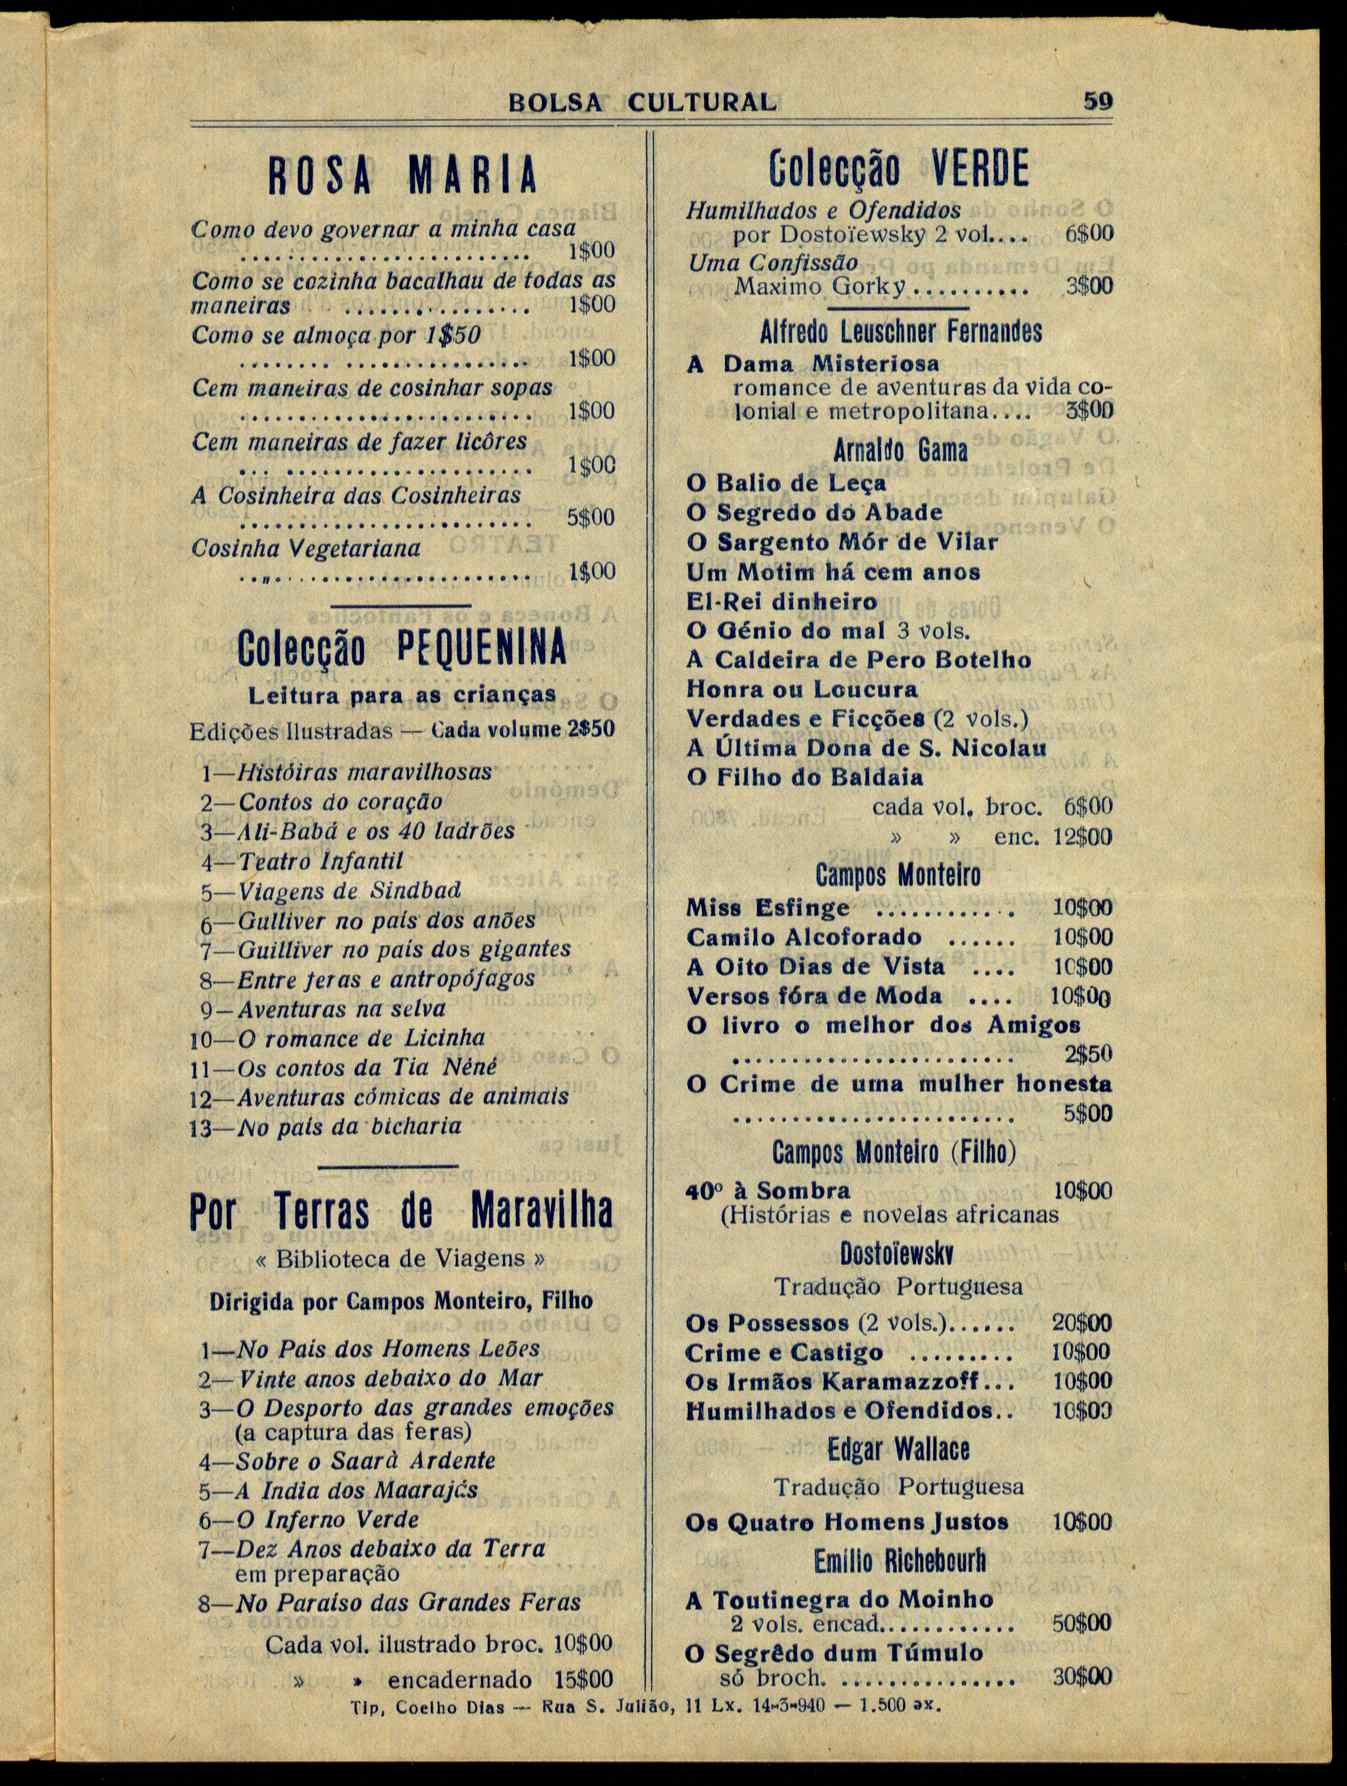 BOLSA CULTURAL 59
ROSA MARIA
Como devo governar a minha casa
............................ 1$00
Como se cozinha bacalhau de todas as
maneiras ................ 1$00
Como se almoça por 1$50
........ ................ 1$00
Cem maneiras de cosinhar sopas
......................... 1$00
Cem maneiras de fazer licôres
... ..................... 1$00
A Cosinheira das Cosinheiras
......................... 5$00
Cosinha Vegetariana
......................... 1$00
Colecção PEQUENINA
Leitura para as crianças
Edições Ilustradas — Cada volume 2$50
1—Históiras maravilhosas
2—Contos do coração
3—Ali-Babá e os 40 ladrões
4—Teatro Infantil
5—Viagens de Sindbad
6—Gulliver no país dos anões
7—Guilliver no país dos gigantes
8—Entre feras e antropófagos
9—Aventuras na selva
10—O romance de Licinha
11—Os contos da Tia Néné
12—Aventuras cómicas de animais
13—No país da bicharia
Por Terras de Maravilha
« Biblioteca de Viagens »
Dirigida por Campos Monteiro, Filho
1—No País dos Homens Leões
2—Vinte anos debaixo do Mar
3—O Desporto das grandes emoções
(a captura das feras)
4—Sobre o Saarà Ardente
5—A India dos Maarajás
6—O Inferno Verde
7—Dez Anos debaixo da Terra
em preparação
8—No Paraíso das Grandes Feras
Cada vol. ilustrado broc. 10$00
» » encadernado 15$00
Colecção VERDE
Humilhados e Ofendidos
por Dostoïewsky 2 vol.... 6$00
Uma Confissão
Maximo Gorky .......... 3$00
Alfredo Leuschner Fernandes
A Dama Misteriosa
romance de aventuras da vida co-
lonial e metropolitana.... 3$00
Arnaldo Gama
O Balio de Leça
O Segredo do Abade
O Sargento Mór de Vilar
Um Motim há cem anos
El-Rei dinheiro
O Génio do mal 3 vols.
A Caldeira de Pero Botelho
Honra ou Loucura
Verdades e Ficções (2 vols.)
A Última Dona de S. Nicolau
O Filho do Baldaia
cada vol. broc. 6$00
» » enc. 12$00
Campos Monteiro
Miss Esfinge ............ 10$00
Camilo Alcoforado ...... 10$00
A Oito Dias de Vista .... 10$00
Versos fóra de Moda .... 10$00
O livro o melhor dos Amigos
........................ 2$50
O Crime de uma mulher honesta
........................ 5$00
Campos Monteiro (Filho)
40º à Sombra 10$00
(Histórias e novelas africanas
Dostoïewsky
Tradução Portuguesa
Os Possessos (2 vols.)...... 20$00
Crime e Castigo ......... 10$00
Os Irmãos Karamazzoff... 10$00
Humilhados e Ofendidos.. 10$00
Edgar Wallace
Tradução Portuguesa
Os Quatro Homens Justos 10$00
Emílio Richebourh
A Toutinegra do Moinho
2 vols. encad............ 50$00
O Segrêdo dum Túmulo
só broch. ............... 30$00
Tip, Coelho Dias — Rua S. Julião, 11 Lx. 14-3-940 — 1.500 ex.